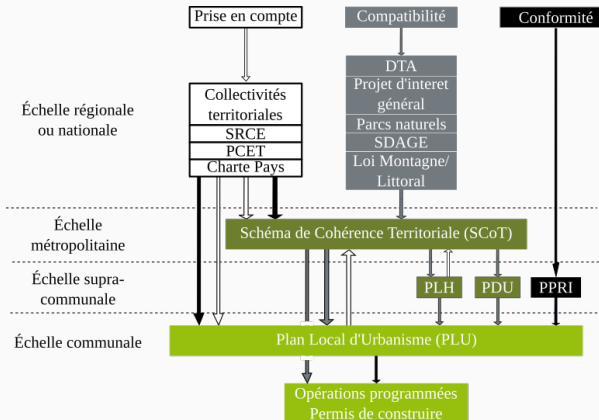 Prise en compte
Compatibilité
Conformité
Échelle régionale
ou nationale
Collectivités
territoriales
SRCE
PCET
Charte Pays
DTA
Projet d'interet
général
Parcs naturels
SDAGE
Loi Montagne/
Littoral
Échelle
métropolitaine
Schéma de Cohérence Territoriale (SCoT)
Échelle supra-
communale
PLH
PDU
PPRI
Échelle communale
Plan Local d'Urbanisme (PLU)
Opérations programmées
Permis de construire